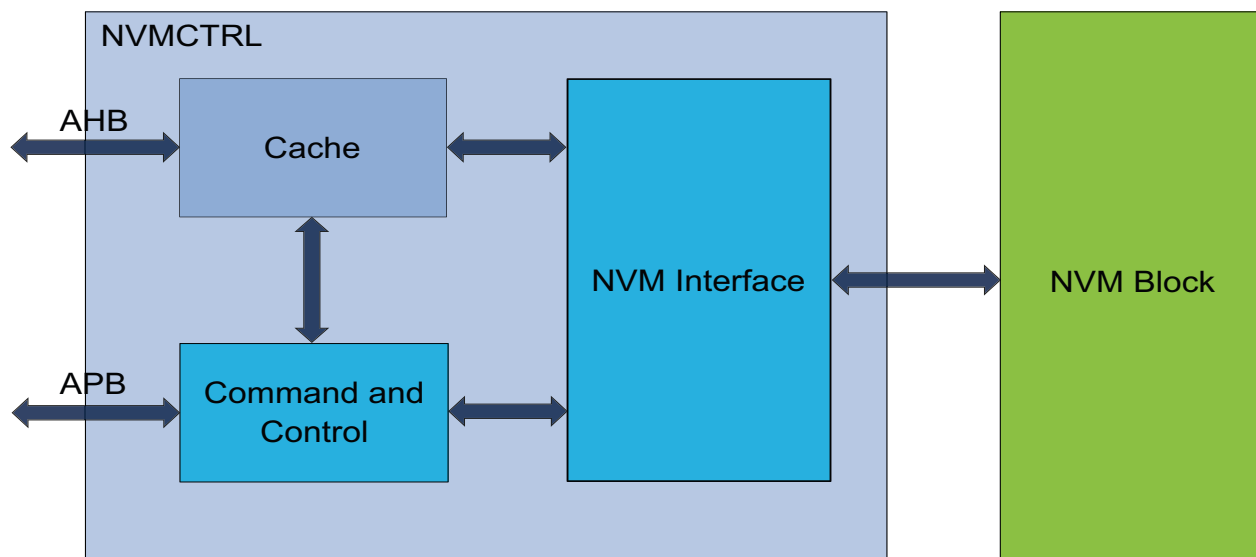 NVMCTRL
AHB
Cache
NVM Interface
NVM Block
APB
Command and
Control